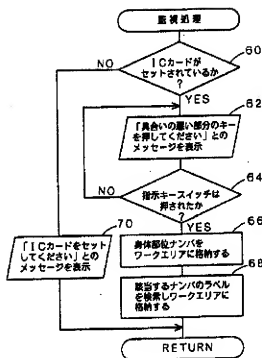 監視処理
60
ICカードが
セットされているか
?
NO
YES
62
「具合いの悪い部分のキー
を押してください」との
メッセージを表示
64
指示キースイッチは
押されたか
?
NO
YES
66
身体部位ナンバを
ワークエリアに格納する
68
該当するナンバのラベル
を検索しワークエリアに
格納する
70
「ICカードをセット
してください」との
メッセージを表示
RETURN